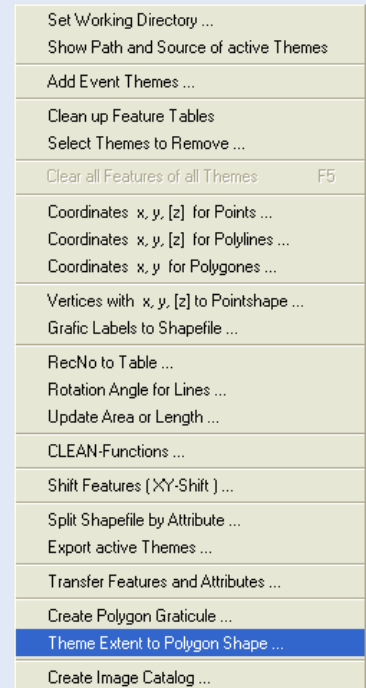 Set Working Directory ...
Show Path and Source of active Themes
Add Event Themes ...
Clean up Feature Tables
Select Themes to Remove ...
Clear all Features of all Themes F5
Coordinates x, y, [z] for Points ...
Coordinates x, y, [z] for Polylines ...
Coordinates x, y for Polygones ...
Vertices with x, y, [z] to Pointshape ...
Grafic Labels to Shapefile ...
RecNo to Table ...
Rotation Angle for Lines ...
Update Area or Length ...
CLEAN-Functions ...
Shift Features ( XY-Shift ) ...
Split Shapefile by Attribute ...
Export active Themes ...
Transfer Features and Attributes ...
Create Polygon Graticule ...
Theme Extent to Polygon Shape ...
Create Image Catalog ...